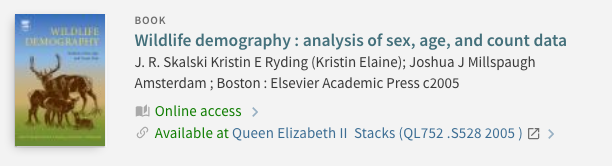 BOOK
WILDLIFE
DEMOGRAPHY
Wildlife demography : analysis of sex, age, and count data
J. R. Skalski Kristin E Ryding (Kristin Elaine); Joshua J Millspaugh
Amsterdam ; Boston : Elsevier Academic Press c2005
Online access
Available at Queen Elizabeth II Stacks (QL752 .S528 2005 )